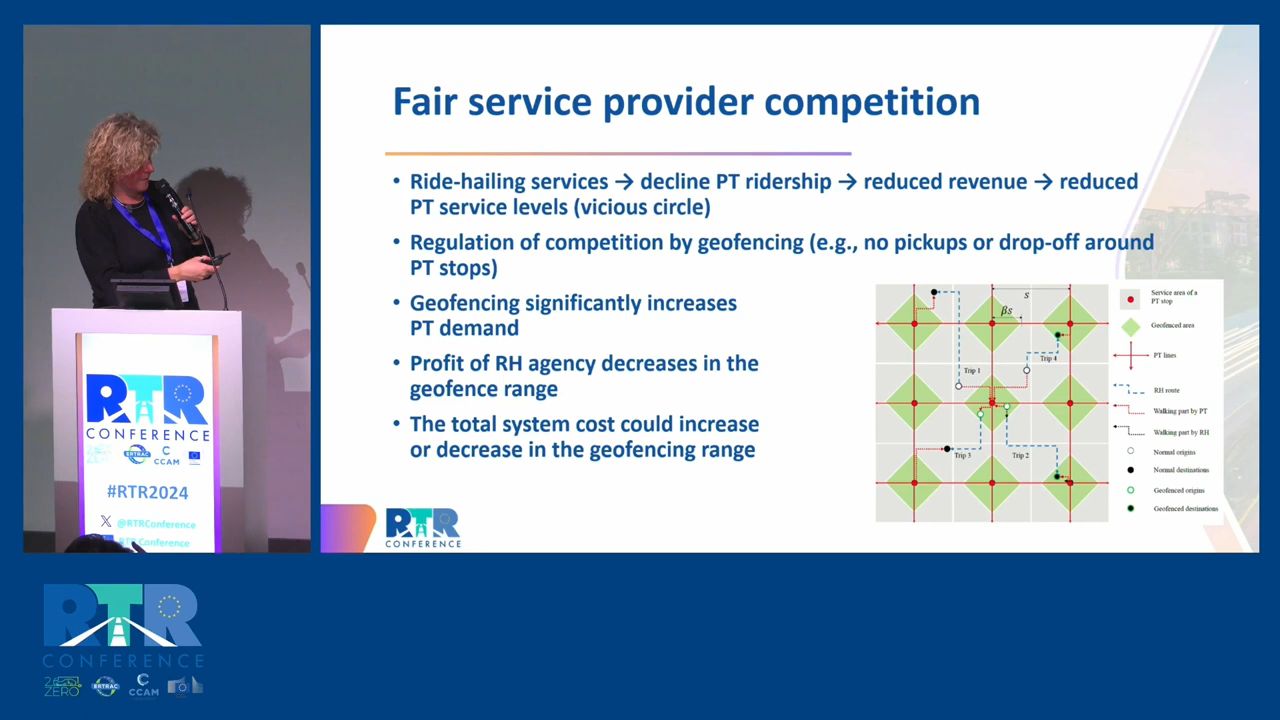 Fair service provider competition
• Ride-hailing services → decline PT ridership → reduced revenue → reduced
PT service levels (vicious circle)
• Regulation of competition by geofencing (e.g., no pickups or drop-off around
PT stops)
• Geofencing significantly increases
PT demand
• Profit of RH agency decreases in the
geofence range
• The total system cost could increase
or decrease in the geofencing range
s
βs
Trip 1
Trip 4
Trip 3
Trip 2
Service area of a
PT stop
Geofenced area
PT lines
RH route
Walking part by PT
Walking part by RH
Normal origins
Normal destinations
Geofenced origins
Geofenced destinations
RTR
CONFERENCE
RTR
CONFERENCE
ERTRAC
CCAM
#RTR2024
@RTRConference
RTR Conference
RTR
CONFERENCE
2ZERO
ERTRAC
CCAM